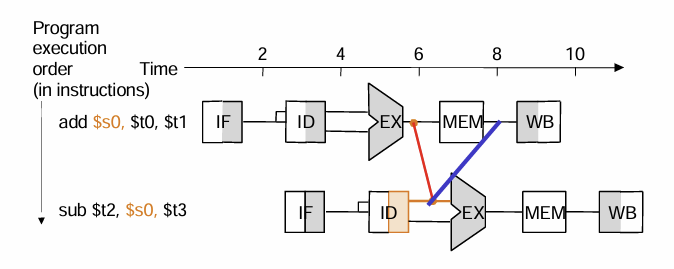 Program
execution
order Time
(in instructions)
2 4 6 8 10
add $s0, $t0, $t1
IF ID EX MEM WB
sub $t2, $s0, $t3
IF ID EX MEM WB